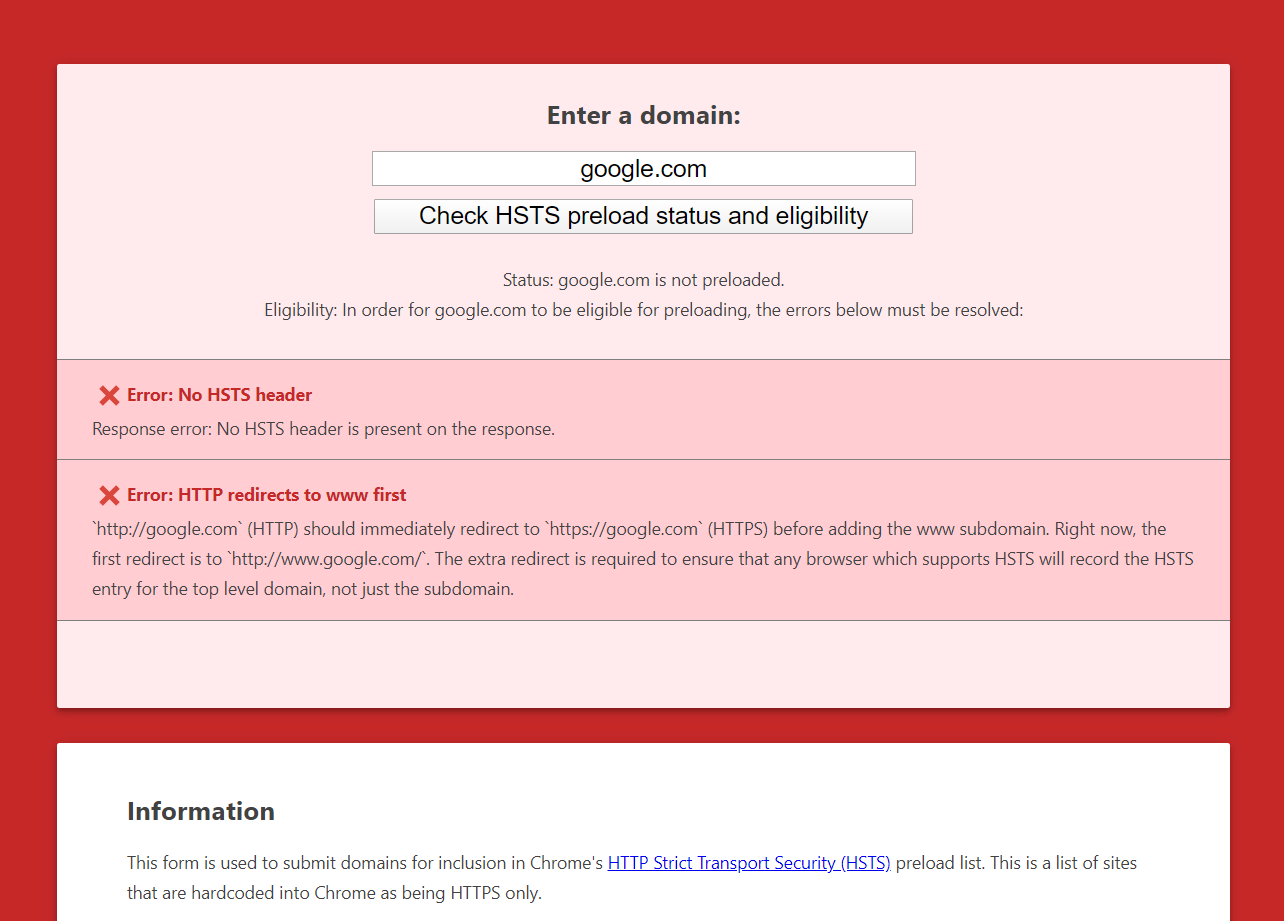 Enter a domain:
google.com
Check HSTS preload status and eligibility
Status: google.com is not preloaded.
Eligibility: In order for google.com to be eligible for preloading, the errors below must be resolved:
Error: No HSTS header
Response error: No HSTS header is present on the response.
Error: HTTP redirects to www first
`http://google.com` (HTTP) should immediately redirect to `https://google.com` (HTTPS) before adding the www subdomain. Right now, the
first redirect is to `http://www.google.com/`. The extra redirect is required to ensure that any browser which supports HSTS will record the HSTS
entry for the top level domain, not just the subdomain.
Information
This form is used to submit domains for inclusion in Chrome's HTTP Strict Transport Security (HSTS) preload list. This is a list of sites
that are hardcoded into Chrome as being HTTPS only.